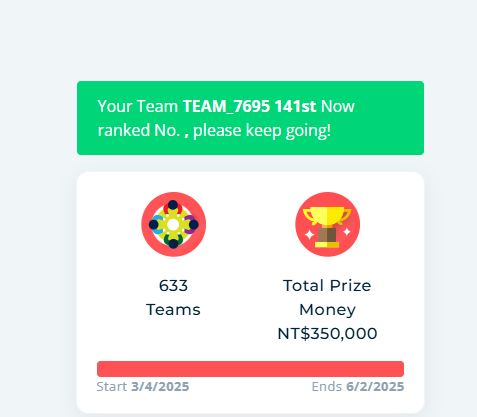 Your Team TEAM_7695 141st Now
ranked No. , please keep going!
633
Teams
Total Prize
Money
NT$350,000
Start 3/4/2025
Ends 6/2/2025